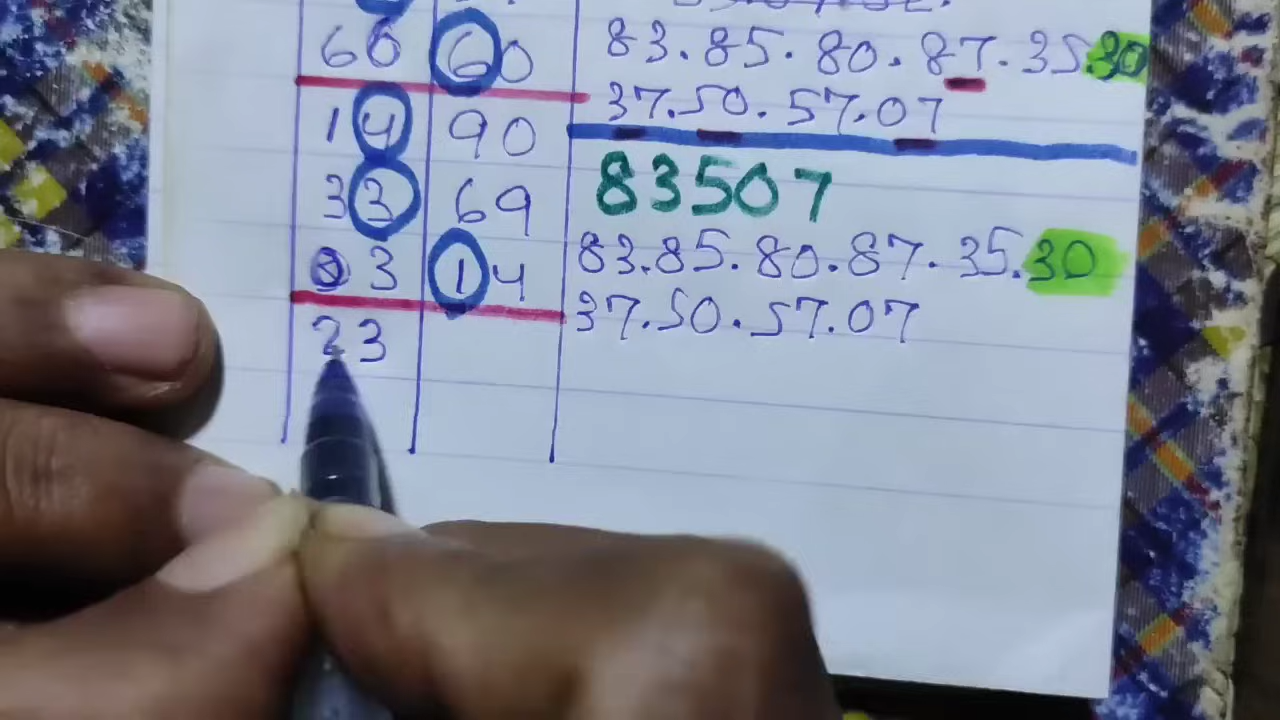 66 60 83.85.80.87.35 30
37.50.57.07
14 90
33 69 83507
03 14 83.85.80.87.35.30
23 37.50.57.07